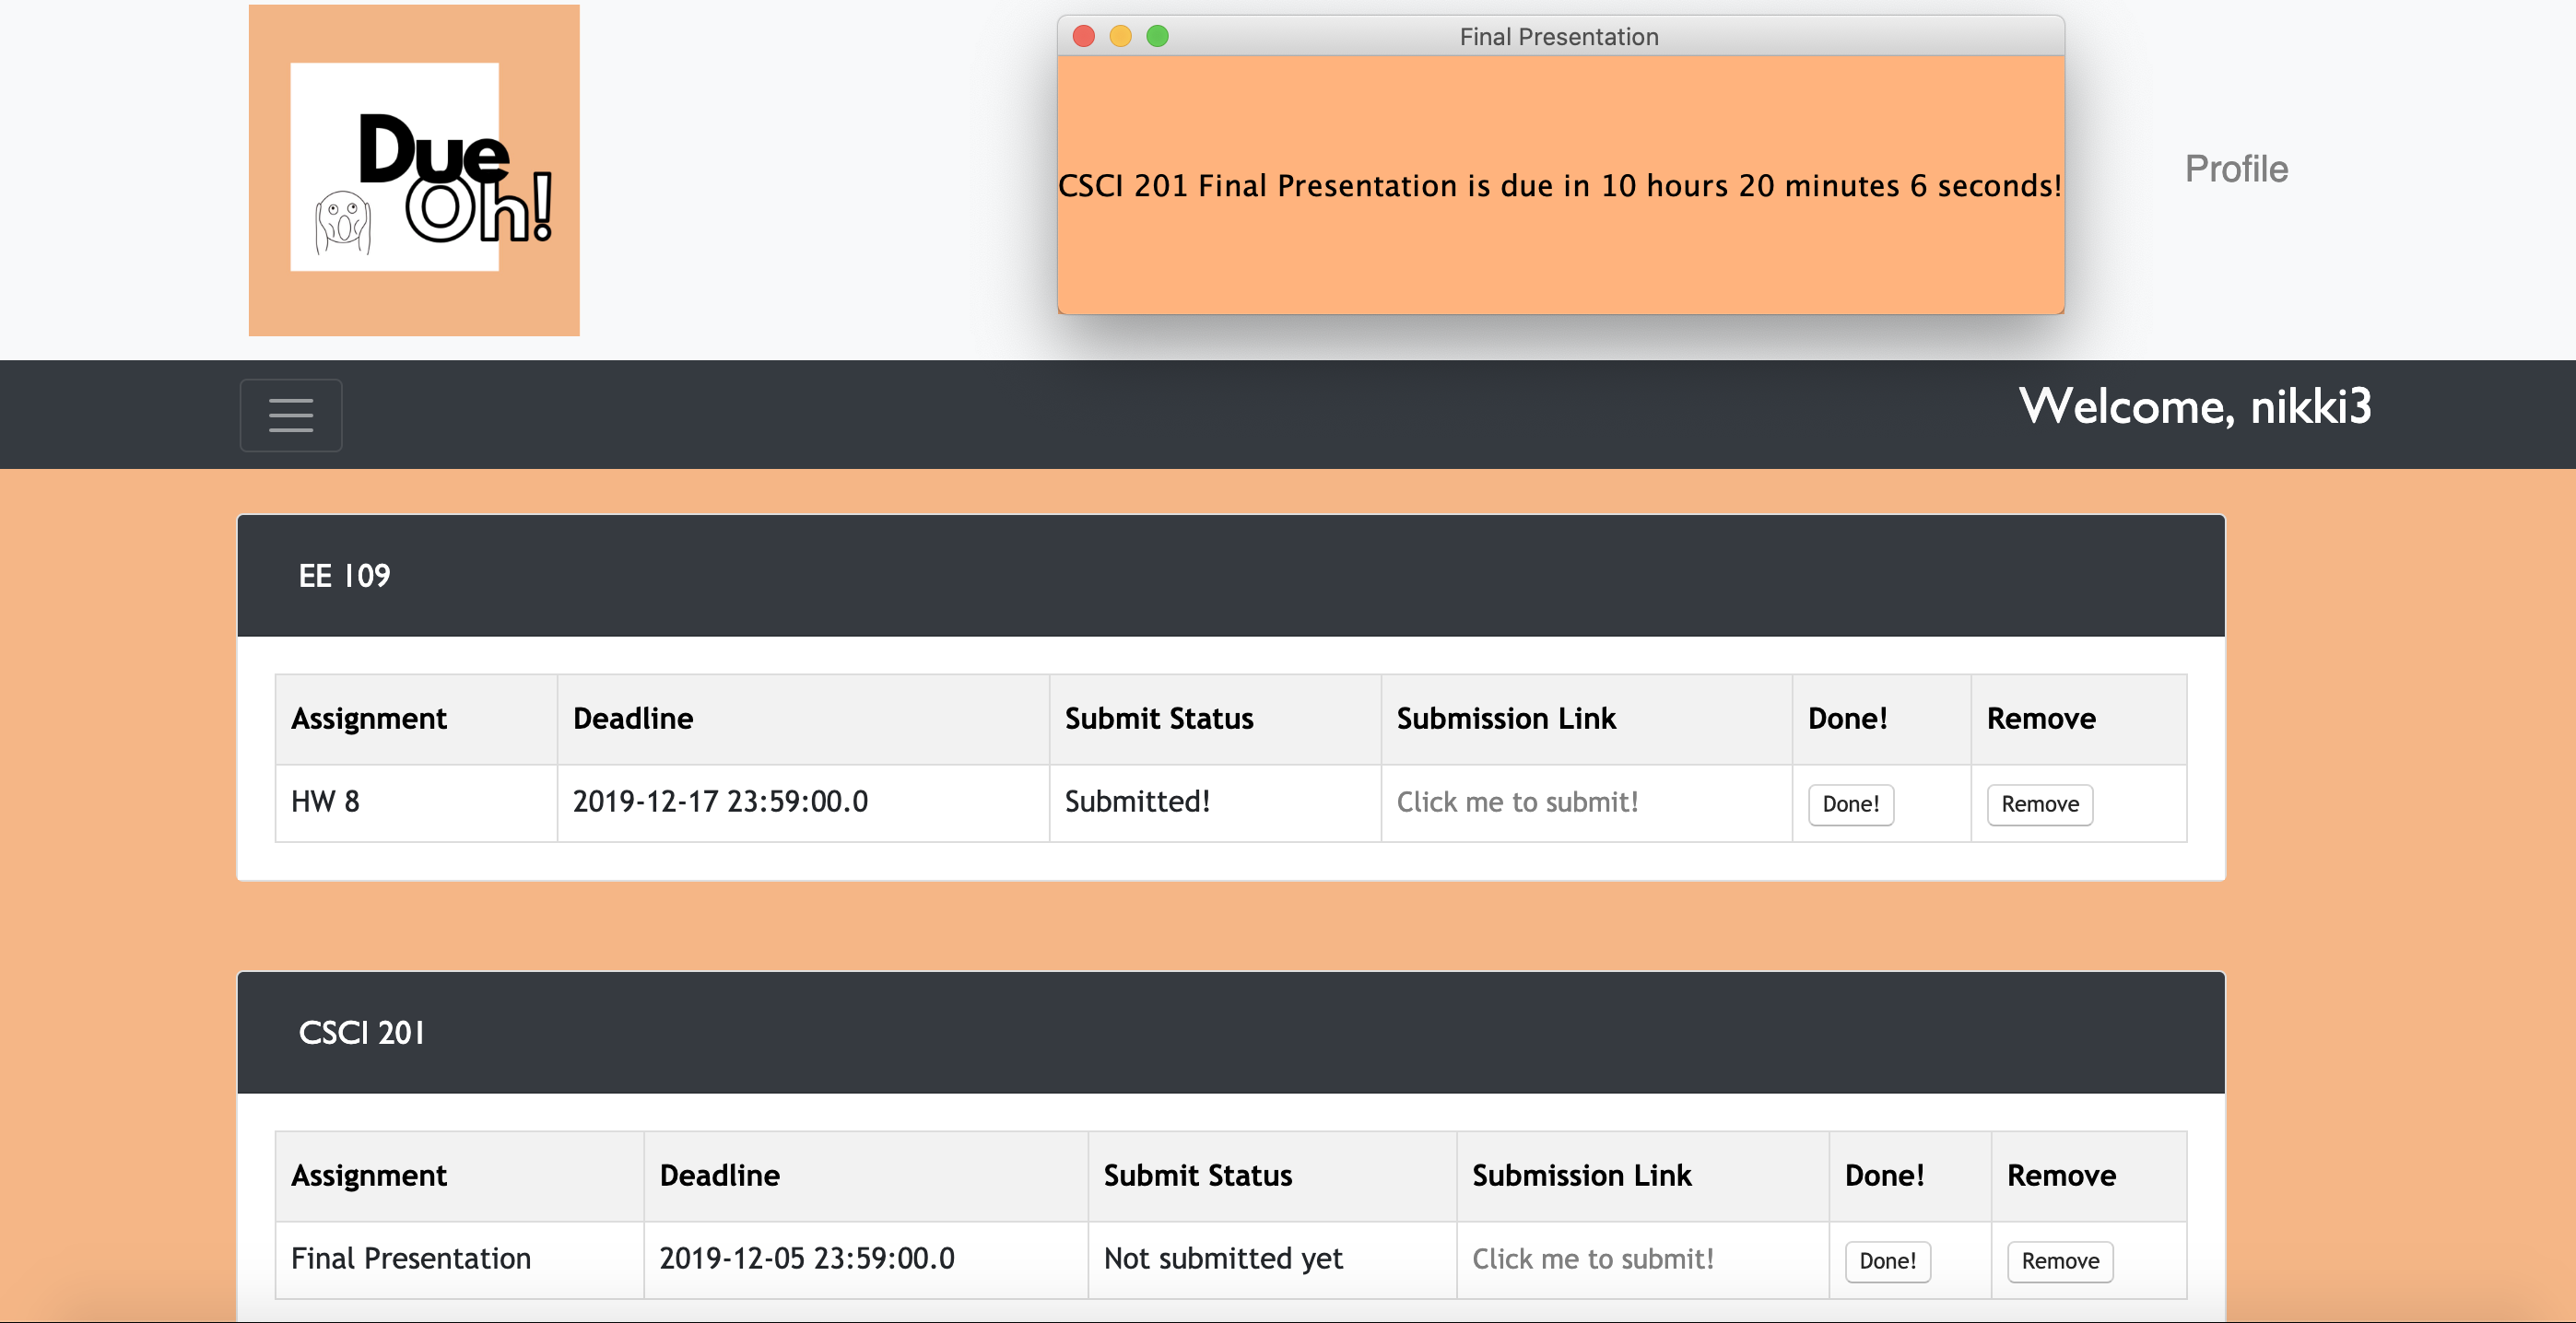 Due
Oh!
Final Presentation
CSCI 201 Final Presentation is due in 10 hours 20 minutes 6 seconds!
Profile
Welcome, nikki3
EE 109
Assignment Deadline Submit Status Submission Link Done! Remove
HW 8 2019-12-17 23:59:00.0 Submitted! Click me to submit! Done! Remove
CSCI 201
Assignment Deadline Submit Status Submission Link Done! Remove
Final Presentation 2019-12-05 23:59:00.0 Not submitted yet Click me to submit! Done! Remove